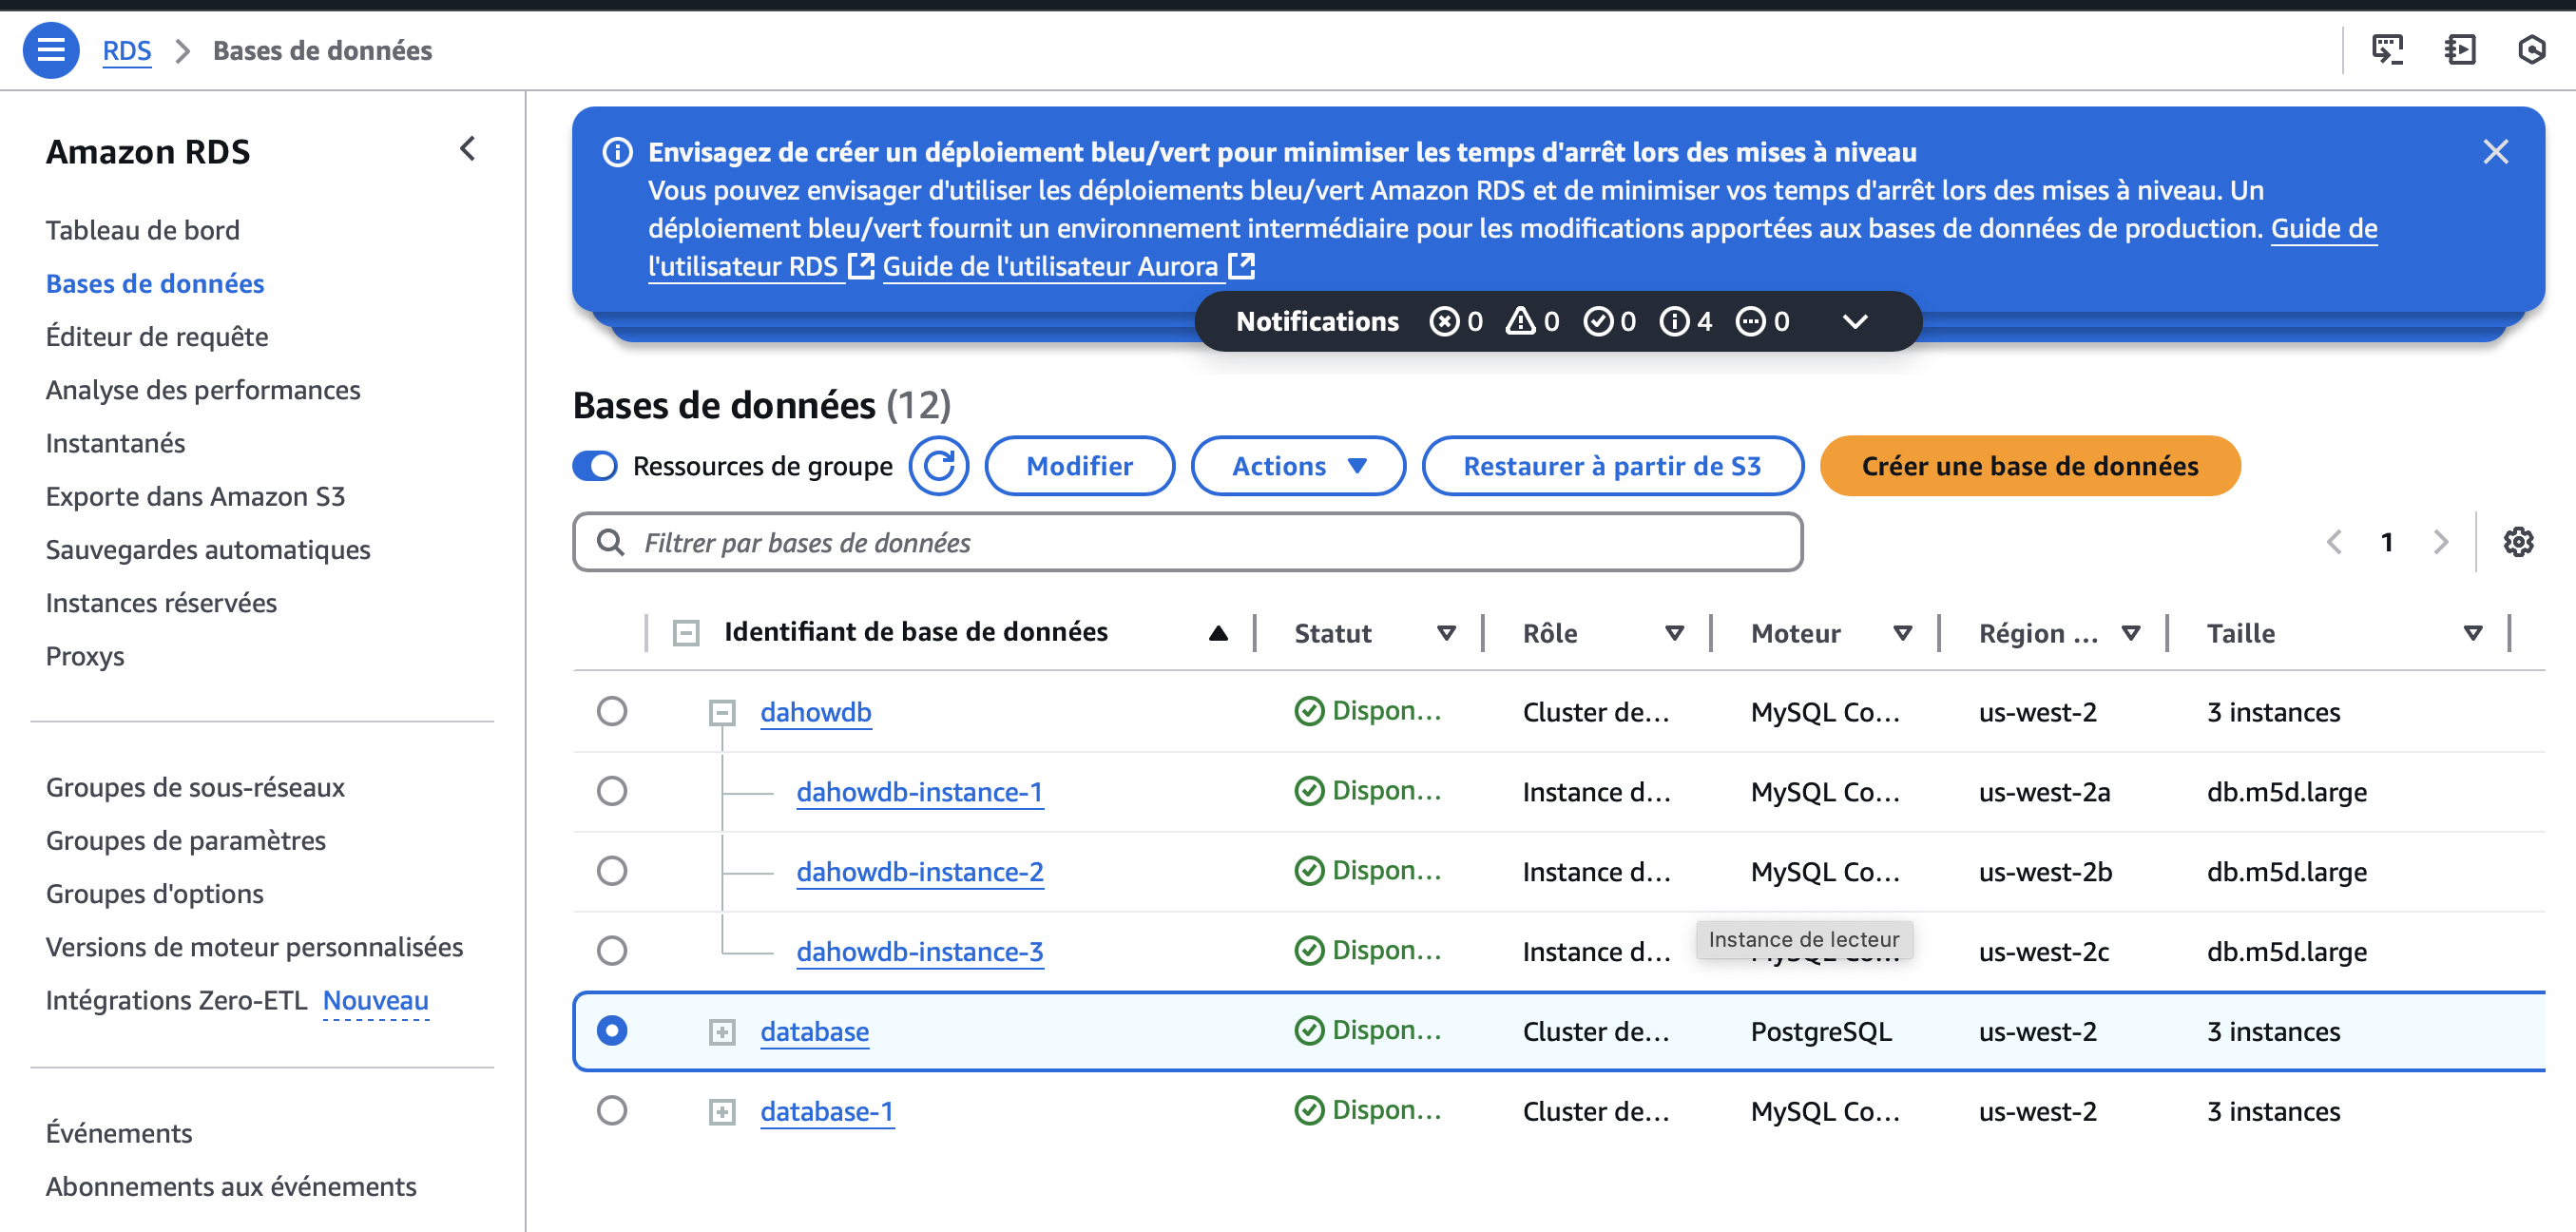 RDS > Bases de données
Amazon RDS
Tableau de bord
Bases de données
Éditeur de requête
Analyse des performances
Instantanés
Exporte dans Amazon S3
Sauvegardes automatiques
Instances réservées
Proxys
Groupes de sous-réseaux
Groupes de paramètres
Groupes d'options
Versions de moteur personnalisées
Intégrations Zero-ETL Nouveau
Événements
Abonnements aux événements
Envisagez de créer un déploiement bleu/vert pour minimiser les temps d'arrêt lors des mises à niveau
Vous pouvez envisager d'utiliser les déploiements bleu/vert Amazon RDS et de minimiser vos temps d'arrêt lors des mises à niveau. Un
déploiement bleu/vert fournit un environnement intermédiaire pour les modifications apportées aux bases de données de production. Guide de
l'utilisateur RDS Guide de l'utilisateur Aurora
Notifications 0 0 0 4 0
Bases de données (12)
Ressources de groupe Modifier Actions Restaurer à partir de S3 Créer une base de données
Filtrer par bases de données 1
Identifiant de base de données Statut Rôle Moteur Région ... Taille
dahowdb Dispon... Cluster de... MySQL Co... us-west-2 3 instances
dahowdb-instance-1 Dispon... Instance d... MySQL Co... us-west-2a db.m5d.large
dahowdb-instance-2 Dispon... Instance d... MySQL Co... us-west-2b db.m5d.large
Instance de lecteur
dahowdb-instance-3 Dispon... Instance d... us-west-2c db.m5d.large
database Dispon... Cluster de... PostgreSQL us-west-2 3 instances
database-1 Dispon... Cluster de... MySQL Co... us-west-2 3 instances